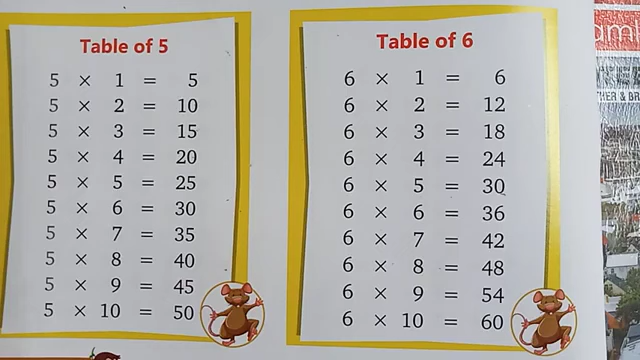 Table of 5
5 × 1 = 5
5 × 2 = 10
5 × 3 = 15
5 × 4 = 20
5 × 5 = 25
5 × 6 = 30
5 × 7 = 35
5 × 8 = 40
5 × 9 = 45
5 × 10 = 50
Table of 6
6 × 1 = 6
6 × 2 = 12
6 × 3 = 18
6 × 4 = 24
6 × 5 = 30
6 × 6 = 36
6 × 7 = 42
6 × 8 = 48
6 × 9 = 54
6 × 10 = 60